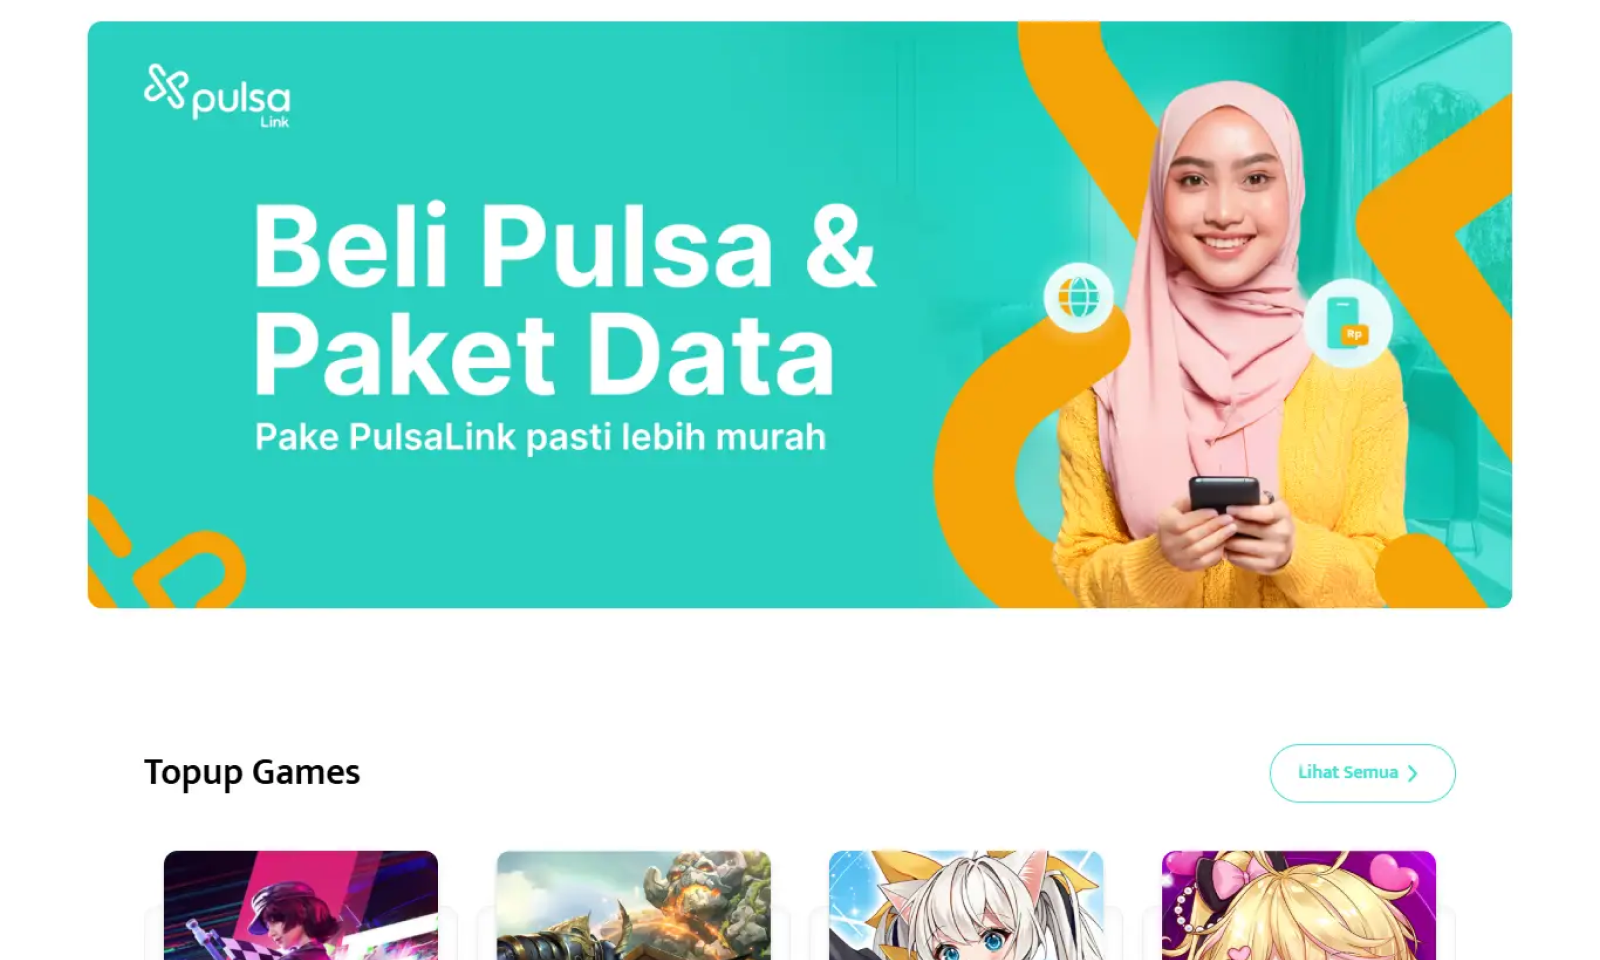 pulsa
Link
Beli Pulsa &
Paket Data
Pake PulsaLink pasti lebih murah
Rp
Topup Games
Lihat Semua